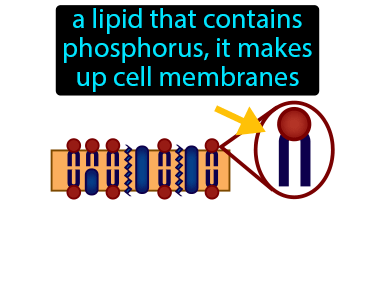 a lipid that contains
phosphorus, it makes
up cell membranes